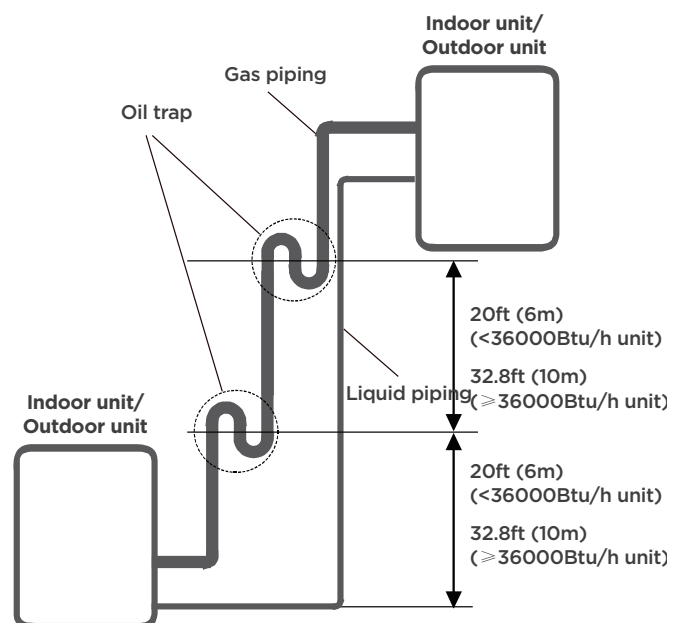 Indoor unit/
Outdoor unit
Gas piping
Oil trap
20ft (6m)
(<36000Btu/h unit)
32.8ft (10m)
(≥36000Btu/h unit)
Liquid piping
Indoor unit/
Outdoor unit
20ft (6m)
(<36000Btu/h unit)
32.8ft (10m)
(≥36000Btu/h unit)